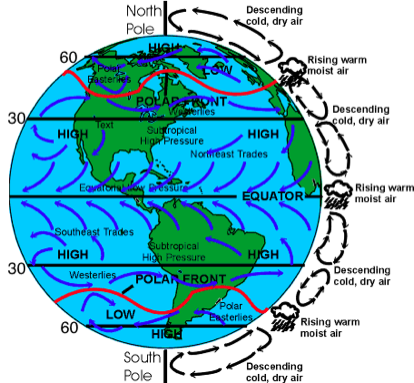 North
Pole
Descending
cold, dry air
HIGH
60
LOW
Rising warm
moist air
Polar
Easterlies
POLAR FRONT
Westerlies
Descending
cold, dry air
30
Text
HIGH
Subtropical
High Pressure
HIGH
Northeast Trades
Equatorial Low Pressure
EQUATOR
Rising warm
moist air
Southeast Trades
Subtropical
High Pressure
HIGH
HIGH
30
Westerlies
POLAR FRONT
Descending
cold, dry air
LOW
Polar
Easterlies
60
HIGH
Rising warm
moist air
South
Pole
Descending
cold, dry air